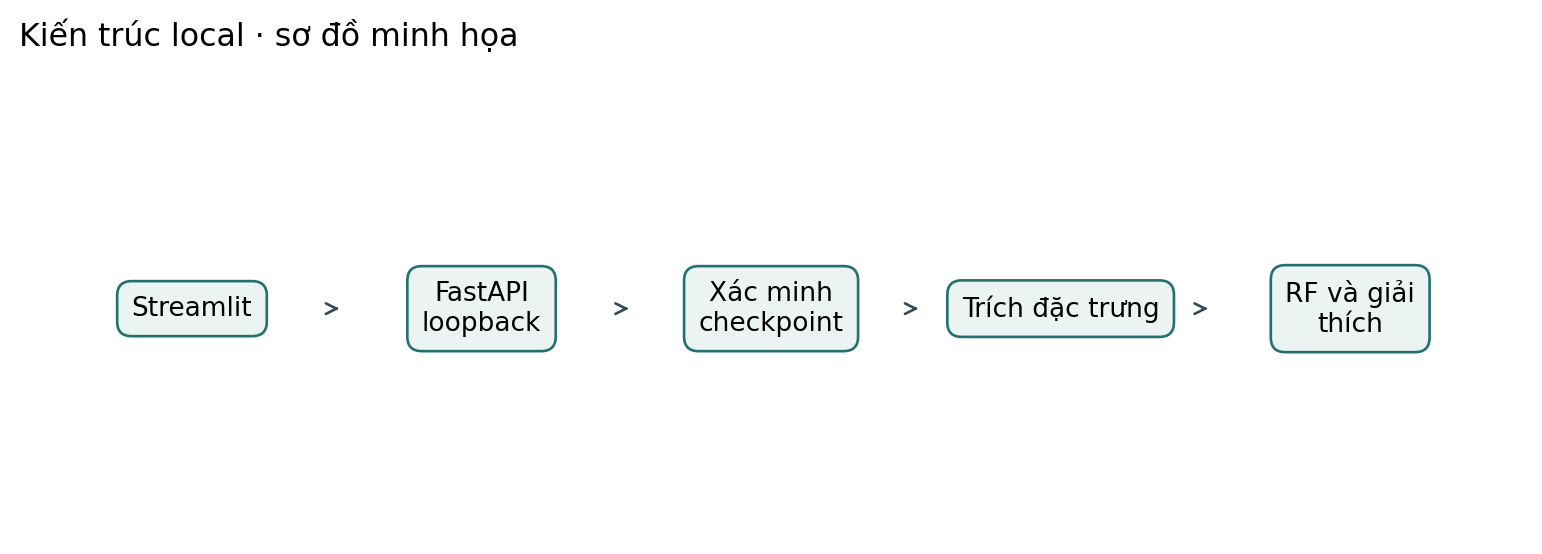 Kiến trúc local · sơ đồ minh họa
Streamlit
FastAPI
loopback
Xác minh
checkpoint
Trích đặc trưng
RF và giải
thích